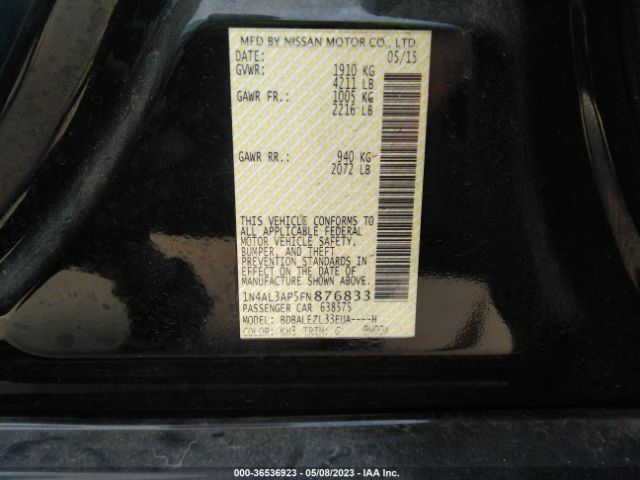 MFD BY NISSAN MOTOR CO., LTD.
DATE: 05/15
GVWR: 1910 KG
4211 LB
GAWR FR.: 1005 KG
2216 LB
GAWR RR.: 940 KG
2072 LB
THIS VEHICLE CONFORMS TO
ALL APPLICABLE FEDERAL
MOTOR VEHICLE SAFETY,
BUMPER, AND THEFT
PREVENTION STANDARDS IN
EFFECT ON THE DATE OF
MANUFACTURE SHOWN ABOVE.
1N4AL3AP5FN876833
PASSENGER CAR 638575
MODEL: BDBALEZL33EUA----H
COLOR: KH3 TRIM: G
000-36536923 - 05/08/2023 - IAA Inc.